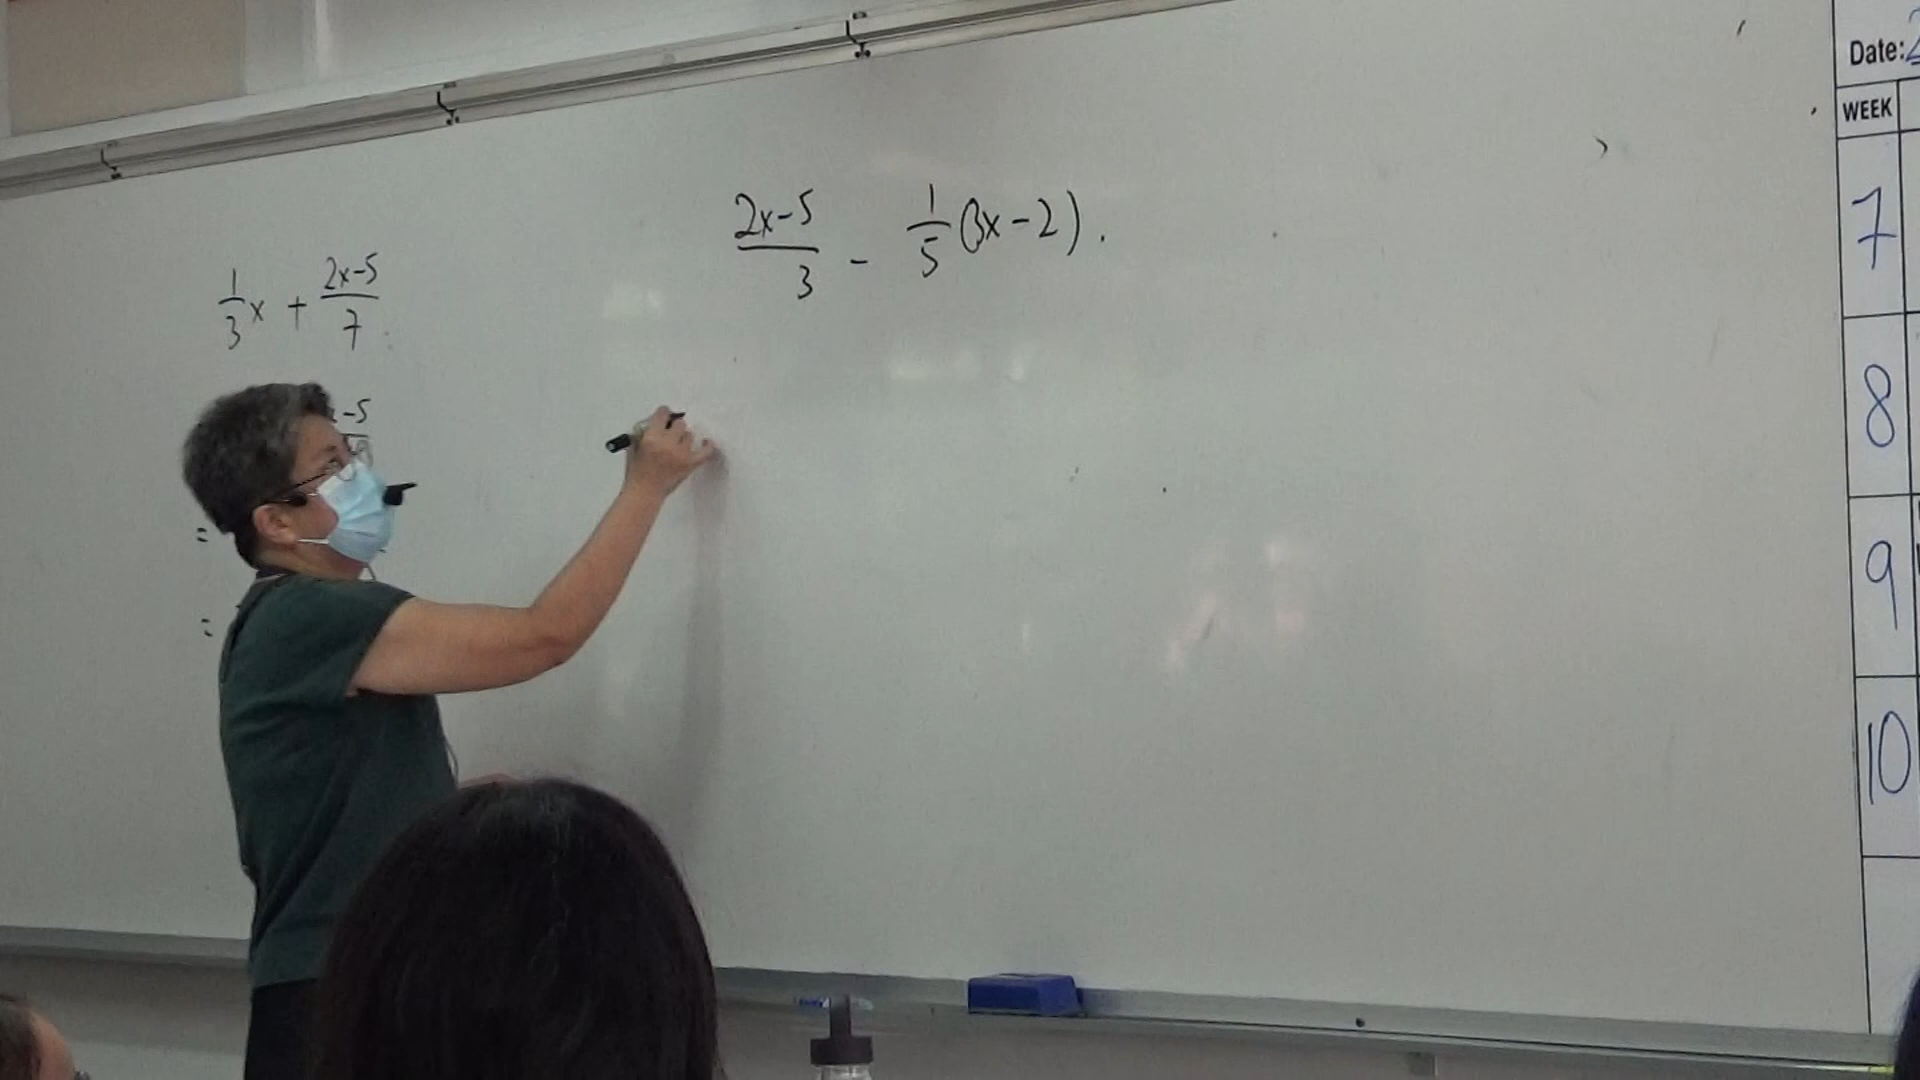 1/3 x + (2x-5)/7
-5
=
=
(2x-5)/3 - 1/5 (3x-2).
Date:
WEEK
7
8
9
10